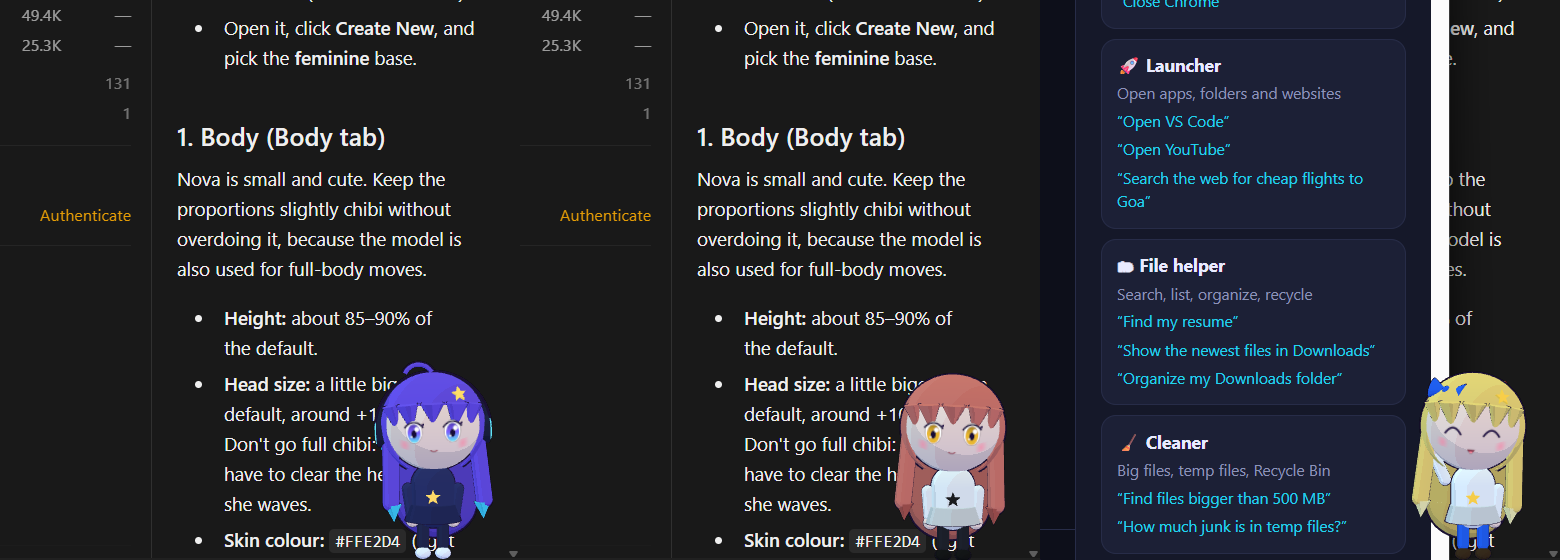 49.4K —
25.3K —
131
1
Authenticate
Open it, click Create New, and
pick the feminine base.
1. Body (Body tab)
Nova is small and cute. Keep the
proportions slightly chibi without
overdoing it, because the model is
also used for full-body moves.
Height: about 85–90% of
the default.
Head size: a little
default, around
Don't go full chibi:
have to clear the
she waves.
Skin colour: #FFE2D4
49.4K —
25.3K —
131
1
Authenticate
Open it, click Create New, and
pick the feminine base.
1. Body (Body tab)
Nova is small and cute. Keep the
proportions slightly chibi without
overdoing it, because the model is
also used for full-body moves.
Height: about 85–90% of
the default.
Head size: a little
default, around
Don't go full chibi:
have to clear the
she waves.
Skin colour: #FFE2D4
"Close Chrome"
🚀 Launcher
Open apps, folders and websites
"Open VS Code"
"Open YouTube"
"Search the web for cheap flights to
Goa"
File helper
Search, list, organize, recycle
"Find my resume"
"Show the newest files in Downloads"
"Organize my Downloads folder"
Cleaner
Big files, temp files, Recycle Bin
"Find files bigger than 500 MB"
"How much junk is in temp files?"
ew, and
the
hout
odel is
es.
of